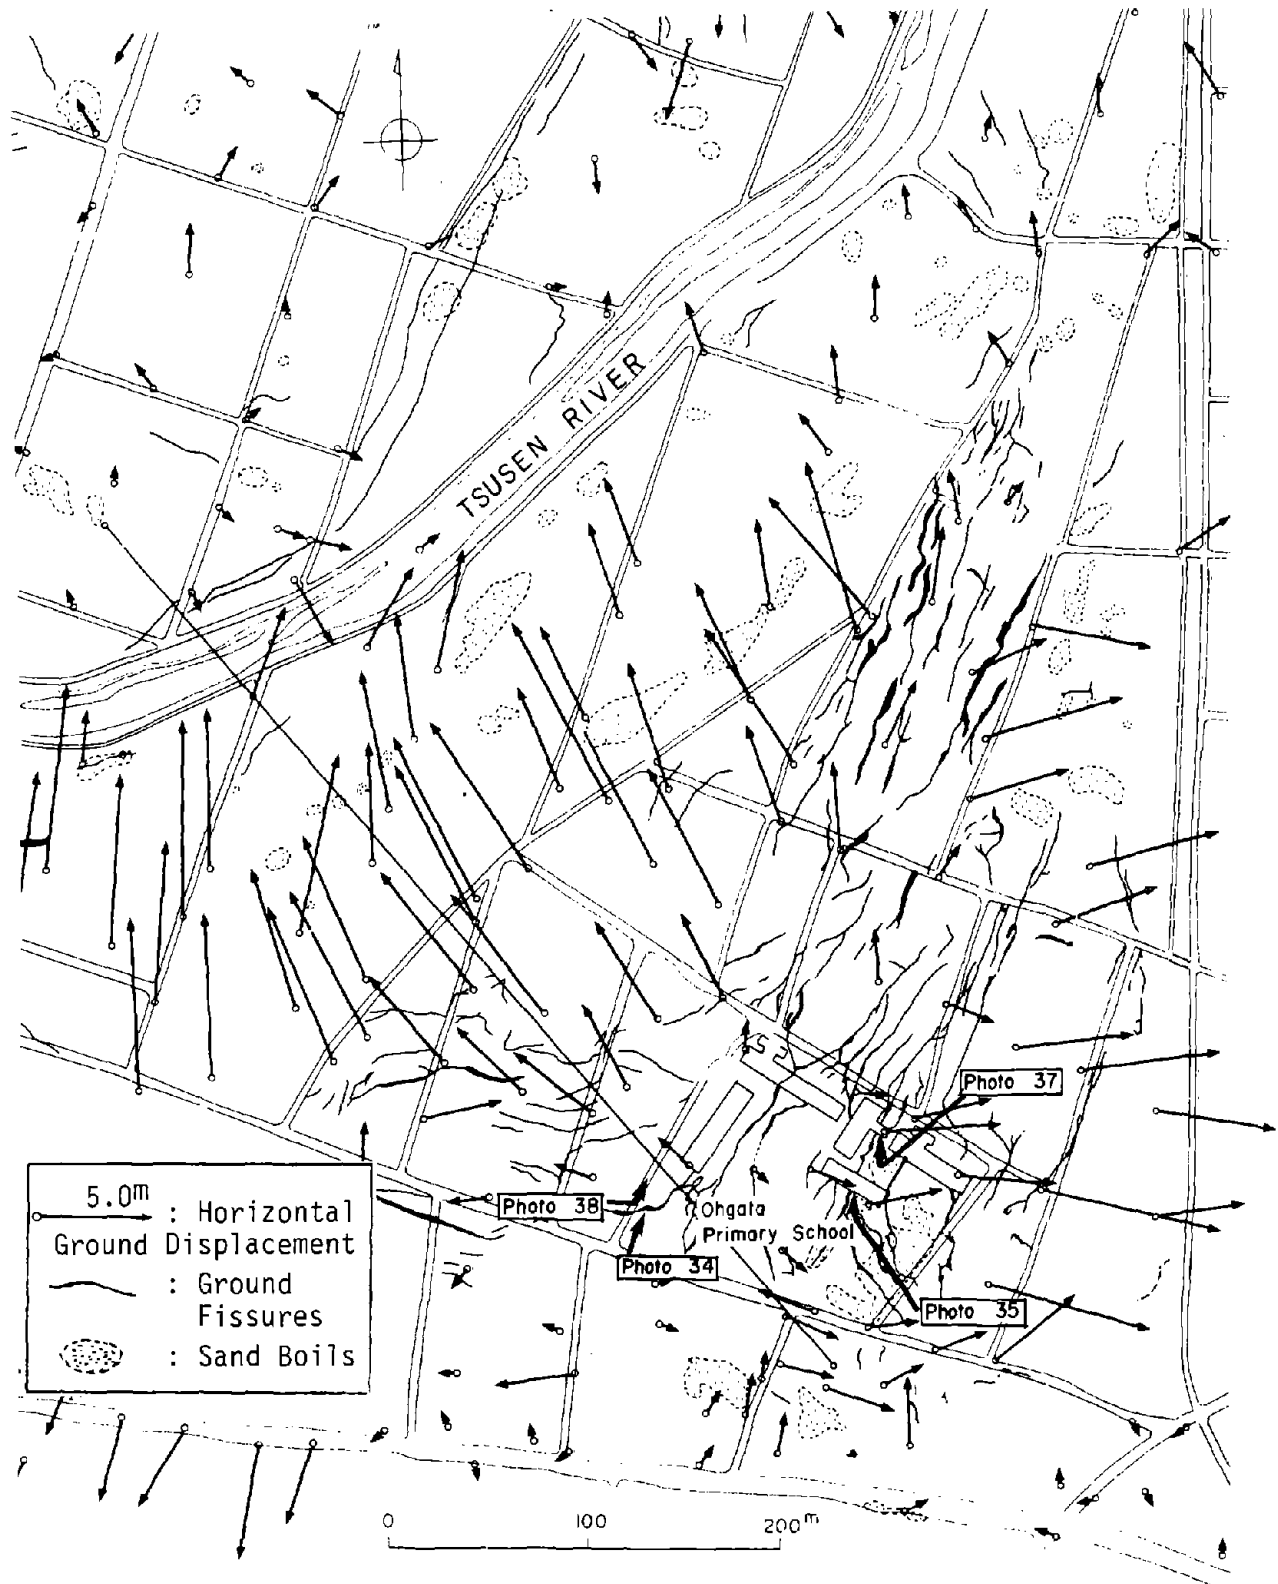 TSUSEN RIVER
Photo 37
Photo 38
Ohgata
Primary School
Photo 34
Photo 35
5.0m : Horizontal
Ground Displacement
: Ground
Fissures
: Sand Boils
0 100 200m